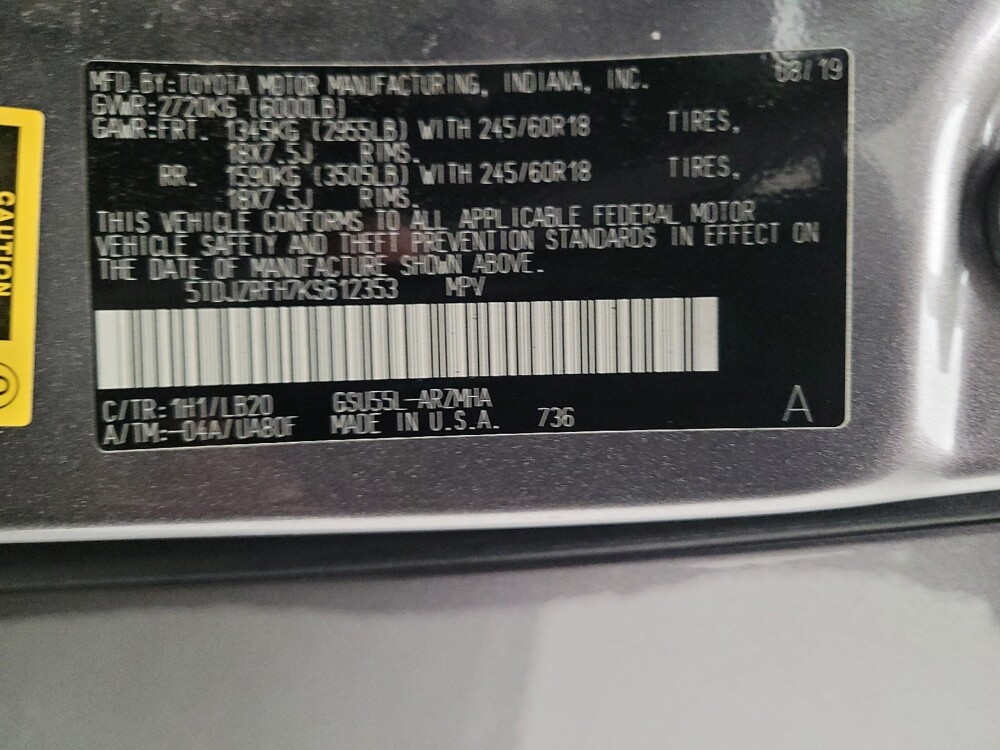 MFD.BY:TOYOTA MOTOR MANUFACTURING, INDIANA, INC. 08/19
GVWR:2720KG (6000LB)
GAWR:FRT. 1345KG (2955LB) WITH 245/60R18 TIRES,
18X7.5J RIMS.
RR. 1590KG (3505LB) WITH 245/60R18 TIRES,
18X7.5J RIMS.
THIS VEHICLE CONFORMS TO ALL APPLICABLE FEDERAL MOTOR
VEHICLE SAFETY AND THEFT PREVENTION STANDARDS IN EFFECT ON
THE DATE OF MANUFACTURE SHOWN ABOVE.
5TDJZRFH7KS612353 MPV
C/TR:1H1/LB20 GSU55L-ARZMHA
A/TM:-04A/UA80F MADE IN U.S.A. 736
A
CAUTION